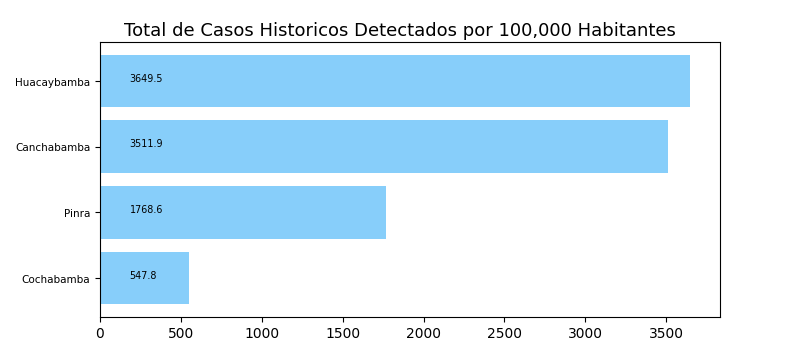 Total de Casos Historicos Detectados por 100,000 Habitantes
Huacaybamba 3649.5
Canchabamba 3511.9
Pinra 1768.6
Cochabamba 547.8
0 500 1000 1500 2000 2500 3000 3500